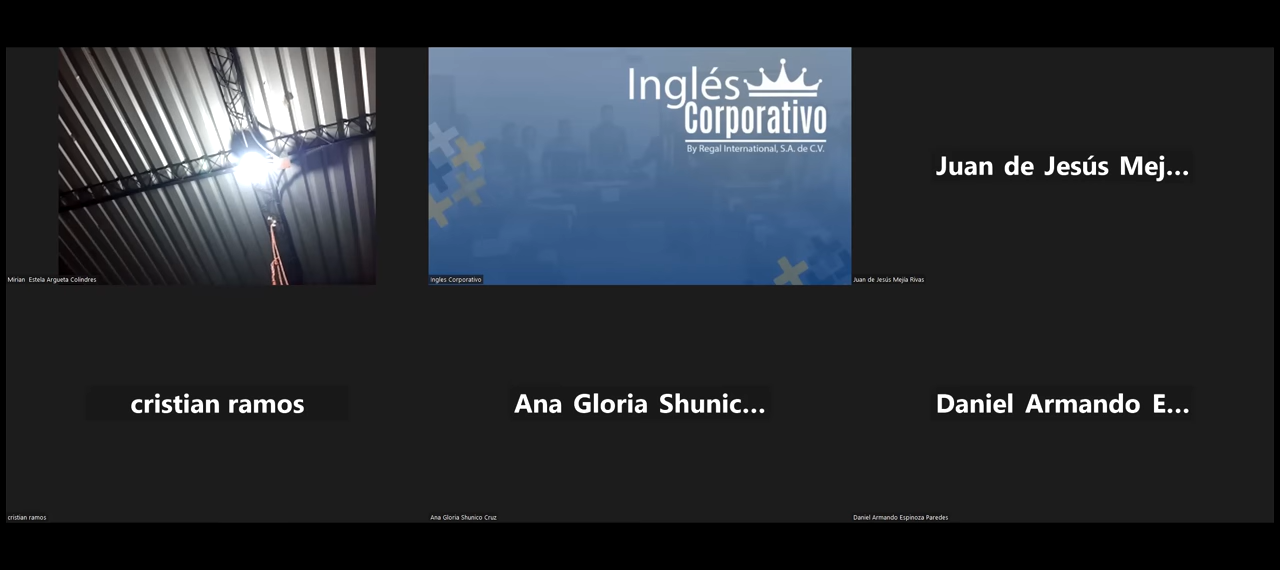 Inglés
Corporativo
By Regal International, S.A. de C.V.
Juan de Jesús Mej...
Mirian Estela Argueta Colindres
Ingles Corporativo
Juan de Jesús Mejía Rivas
cristian ramos
Ana Gloria Shunic...
Daniel Armando E...
cristian ramos
Ana Gloria Shunico Cruz
Daniel Armando Espinoza Paredes